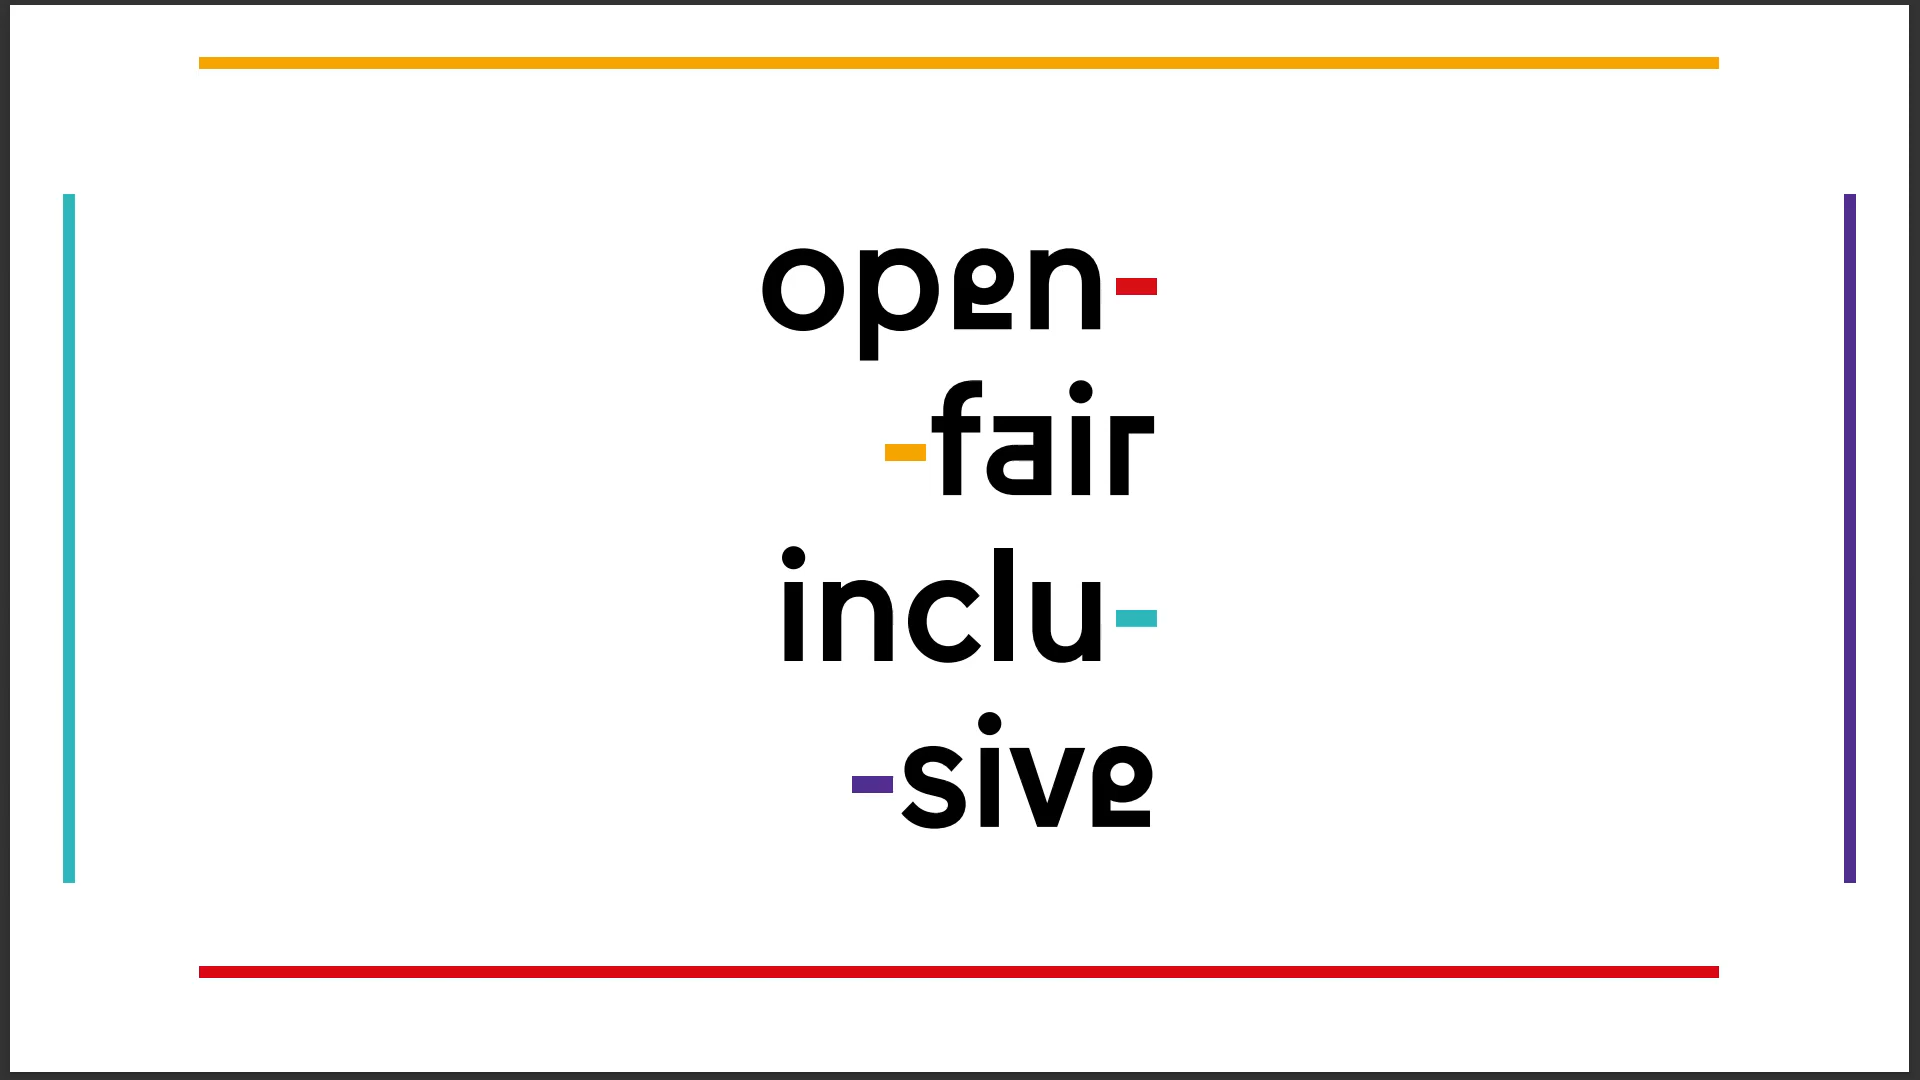 open-
-fair
inclu-
-sive